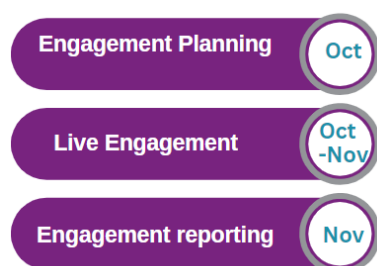 Engagement Planning
Oct
Live Engagement
Oct
-Nov
Engagement reporting
Nov